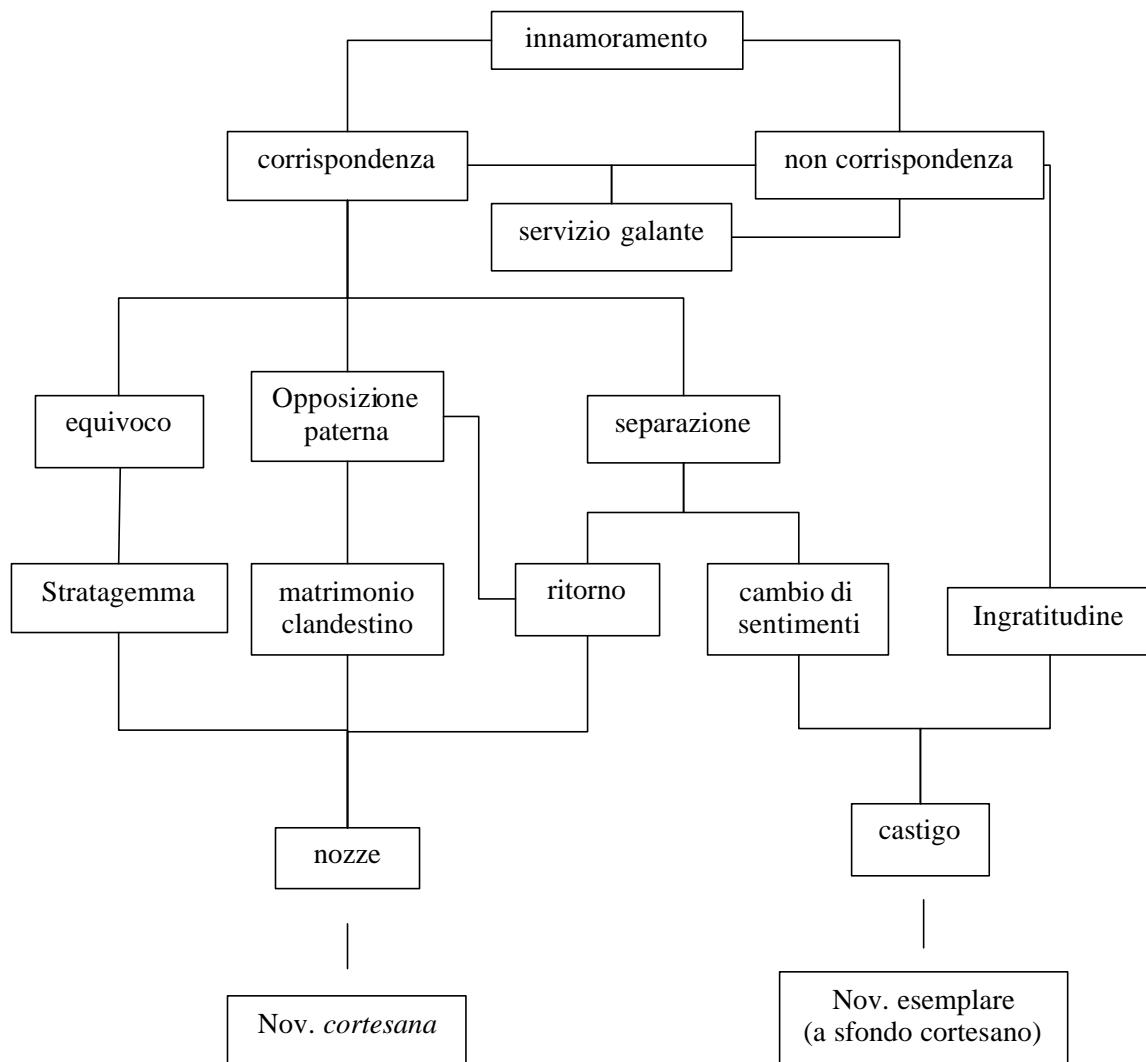 innamoramento
corrispondenza
non corrispondenza
servizio galante
equivoco
Opposizione
paterna
separazione
Stratagemma
matrimonio
clandestino
ritorno
cambio di
sentimenti
Ingratitudine
nozze
castigo
Nov. cortesana
Nov. esemplare
(a sfondo cortesano)